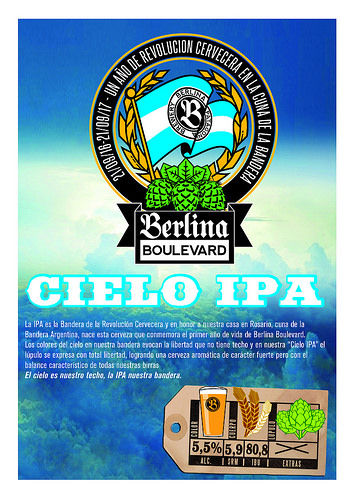 21/09/16-21/09/17 - UN AÑO DE REVOLUCION CERVECERA EN LA CUNA DE LA BANDERA
BREWERY BERLINA PATAGONIA
B
Berlina
BOULEVARD
CIELO IPA
La IPA es la Bandera de la Revolución Cervecera y en honor a nuestra casa en Rosario, cuna de la
Bandera Argentina, nace esta cerveza que conmemora el primer año de vida de Berlina Boulevard.
Los colores del cielo en nuestra bandera evocan la libertad que no tiene techo y en nuestra "Cielo IPA" el
lúpulo se expresa con total libertad, logrando una cerveza aromática de carácter fuerte pero con el
balance característico de todas nuestras birras
El cielo es nuestro techo, la IPA nuestra bandera.
COLOR
CUERPO
LUPULO
5,5% 5,9 80,8
ALC. SRM IBU EXTRAS